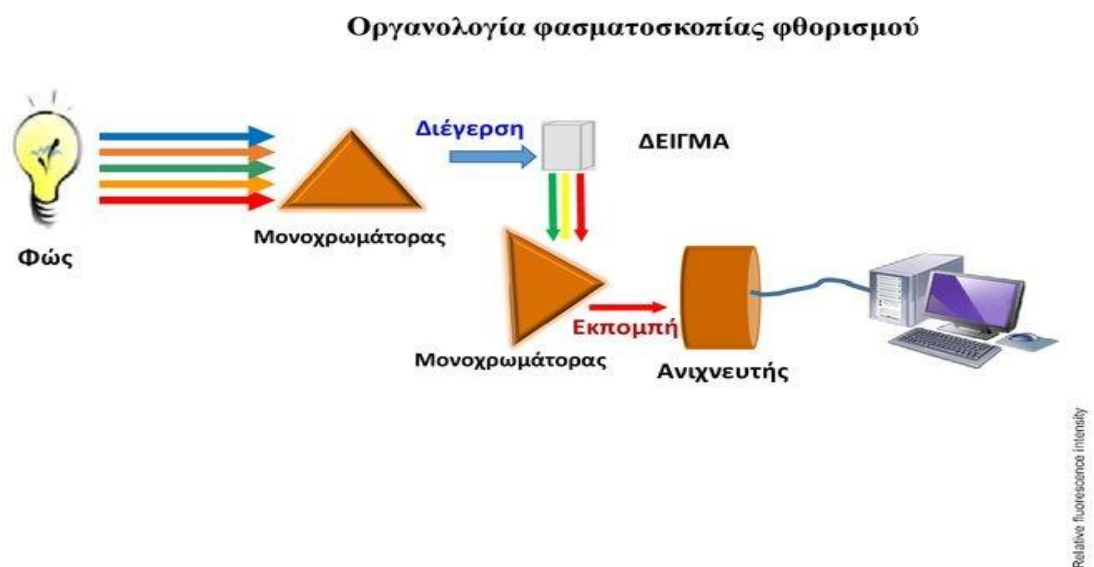 Οργανολογία φασματοσκοπίας φθορισμού
Διέγερση
ΔΕΙΓΜΑ
Μονοχρωμάτορας
Φώς
Εκπομπή
Μονοχρωμάτορας
Ανιχνευτής
Relative fluorescence intensity